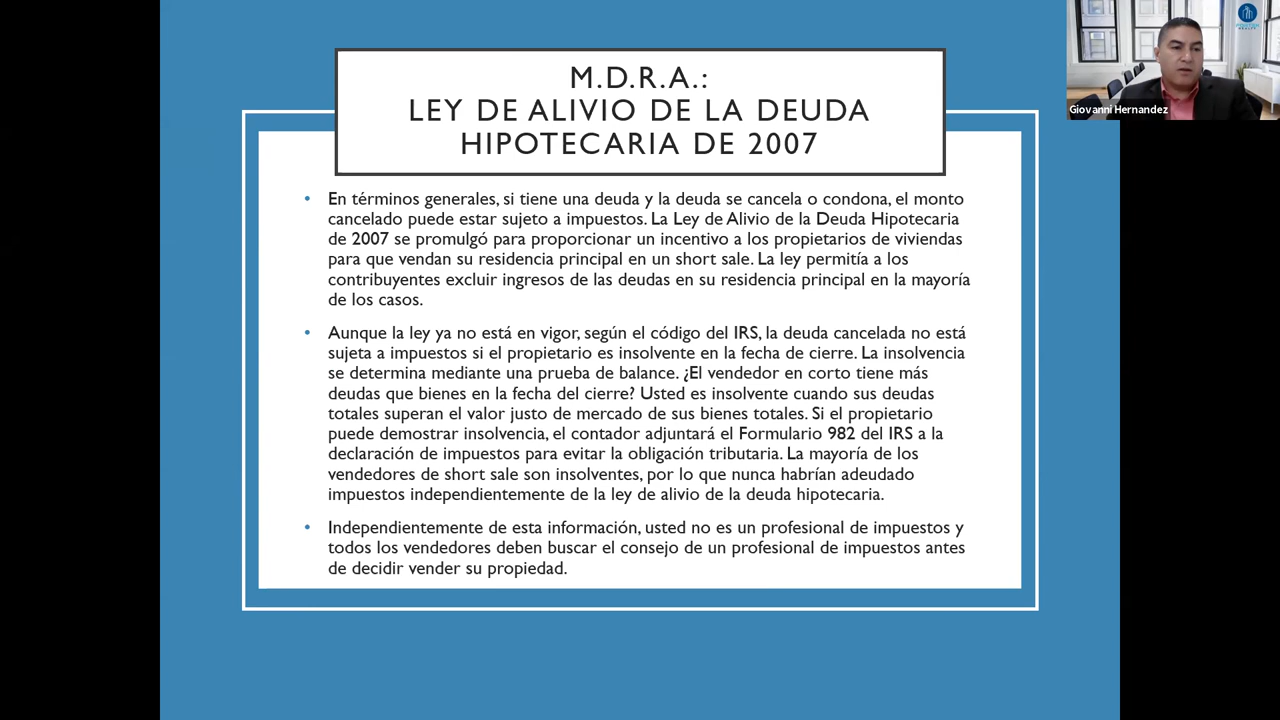 M.D.R.A.:
LEY DE ALIVIO DE LA DEUDA
HIPOTECARIA DE 2007
Giovanni Hernandez
• En términos generales, si tiene una deuda y la deuda se cancela o condona, el monto
cancelado puede estar sujeto a impuestos. La Ley de Alivio de la Deuda Hipotecaria
de 2007 se promulgó para proporcionar un incentivo a los propietarios de viviendas
para que vendan su residencia principal en un short sale. La ley permitía a los
contribuyentes excluir ingresos de las deudas en su residencia principal en la mayoría
de los casos.
• Aunque la ley ya no está en vigor, según el código del IRS, la deuda cancelada no está
sujeta a impuestos si el propietario es insolvente en la fecha de cierre. La insolvencia
se determina mediante una prueba de balance. ¿El vendedor en corto tiene más
deudas que bienes en la fecha del cierre? Usted es insolvente cuando sus deudas
totales superan el valor justo de mercado de sus bienes totales. Si el propietario
puede demostrar insolvencia, el contador adjuntará el Formulario 982 del IRS a la
declaración de impuestos para evitar la obligación tributaria. La mayoría de los
vendedores de short sale son insolventes, por lo que nunca habrían adeudado
impuestos independientemente de la ley de alivio de la deuda hipotecaria.
• Independientemente de esta información, usted no es un profesional de impuestos y
todos los vendedores deben buscar el consejo de un profesional de impuestos antes
de decidir vender su propiedad.